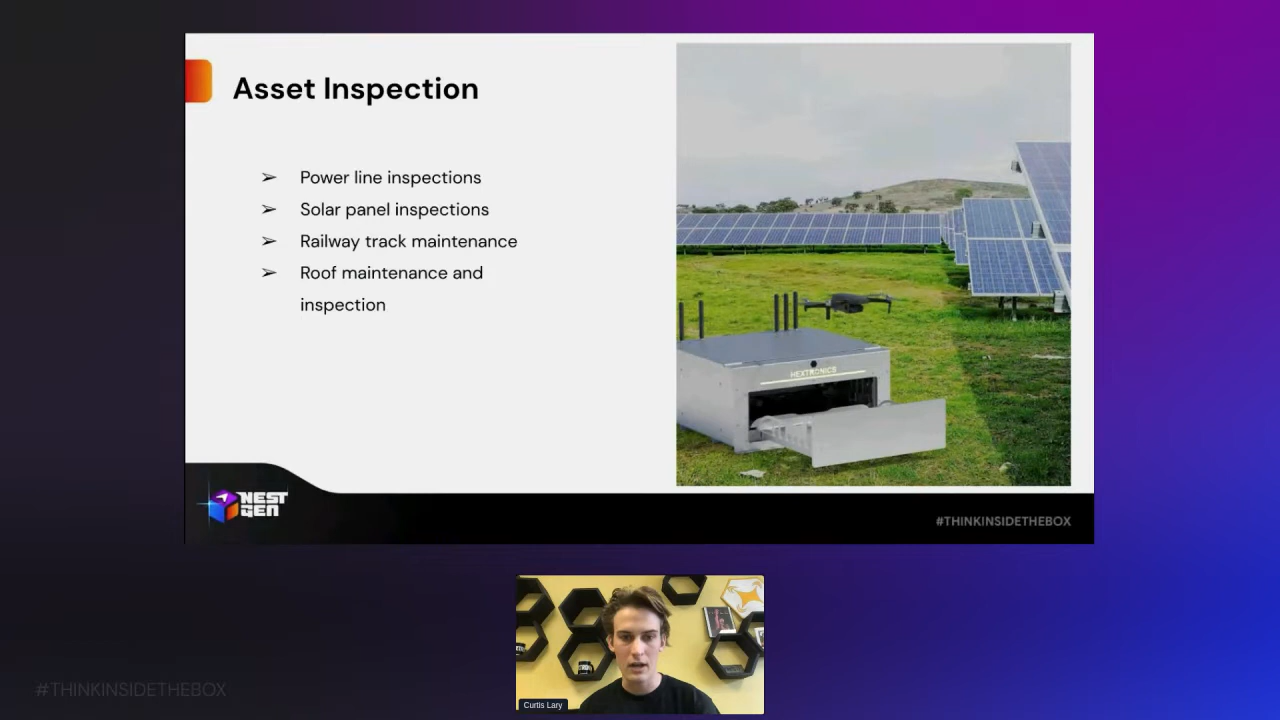 Asset Inspection
➢ Power line inspections
➢ Solar panel inspections
➢ Railway track maintenance
➢ Roof maintenance and
inspection
HEXTRONICS
NEST
GEN
#THINKINSIDETHEBOX
Curtis Lary
#THINKINSIDETHEBOX